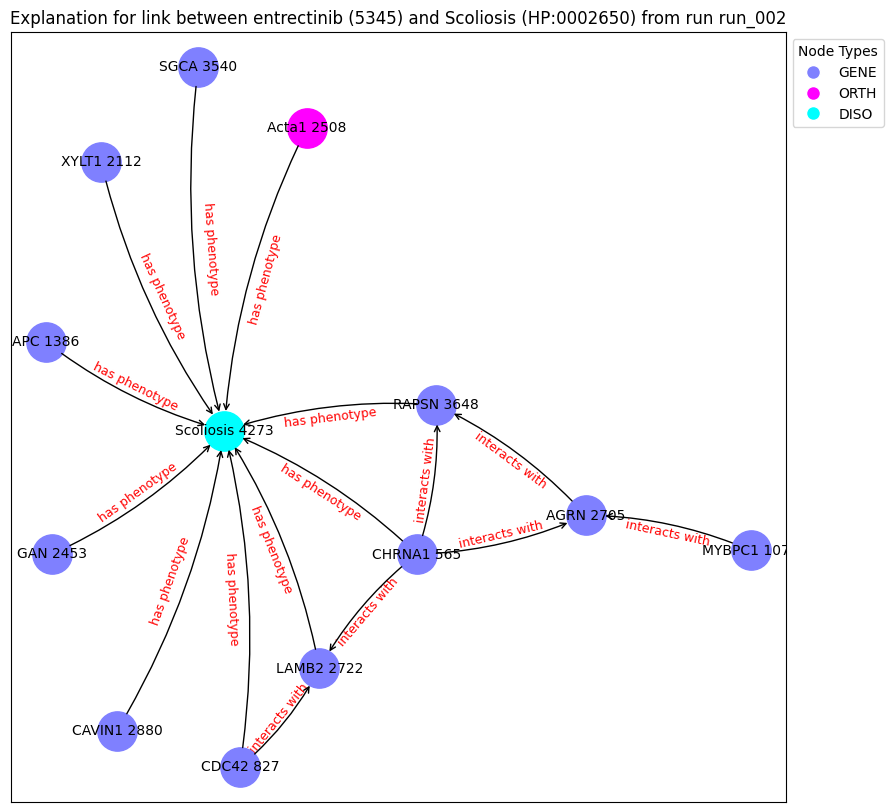 Explanation for link between entrectinib (5345) and Scoliosis (HP:0002650) from run run_002
Node Types
GENE
ORTH
DISO
SGCA 3540
Acta1 2508
XYLT1 2112
has phenotype
has phenotype
has phenotype
APC 1386
has phenotype
RAPSN 3648
has phenotype
Scoliosis 4273
interacts with
interacts with
has phenotype
has phenotype
AGRN 2705
interacts with
interacts with
MYBPC1 107
CHRNA1 565
GAN 2453
has phenotype
has phenotype
has phenotype
interacts with
LAMB2 2722
interacts with
CAVIN1 2880
CDC42 827